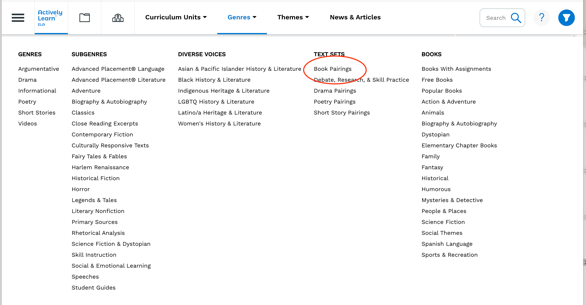 Actively
Learn
ELA
Curriculum Units
Genres
Themes
News & Articles
Search
?
GENRES
Argumentative
Drama
Informational
Poetry
Short Stories
Videos
SUBGENRES
Advanced Placement® Language
Advanced Placement® Literature
Adventure
Biography & Autobiography
Classics
Close Reading Excerpts
Contemporary Fiction
Culturally Responsive Texts
Fairy Tales & Fables
Harlem Renaissance
Historical Fiction
Horror
Legends & Tales
Literary Nonfiction
Primary Sources
Rhetorical Analysis
Science Fiction & Dystopian
Skill Instruction
Social & Emotional Learning
Speeches
Student Guides
DIVERSE VOICES
Asian & Pacific Islander History & Literature
Black History & Literature
Indigenous Heritage & Literature
LGBTQ History & Literature
Latino/a Heritage & Literature
Women's History & Literature
TEXT SETS
Book Pairings
Debate, Research, & Skill Practice
Drama Pairings
Poetry Pairings
Short Story Pairings
BOOKS
Books With Assignments
Free Books
Popular Books
Action & Adventure
Animals
Biography & Autobiography
Dystopian
Elementary Chapter Books
Family
Fantasy
Historical
Humorous
Mysteries & Detective
People & Places
Science Fiction
Social Themes
Spanish Language
Sports & Recreation